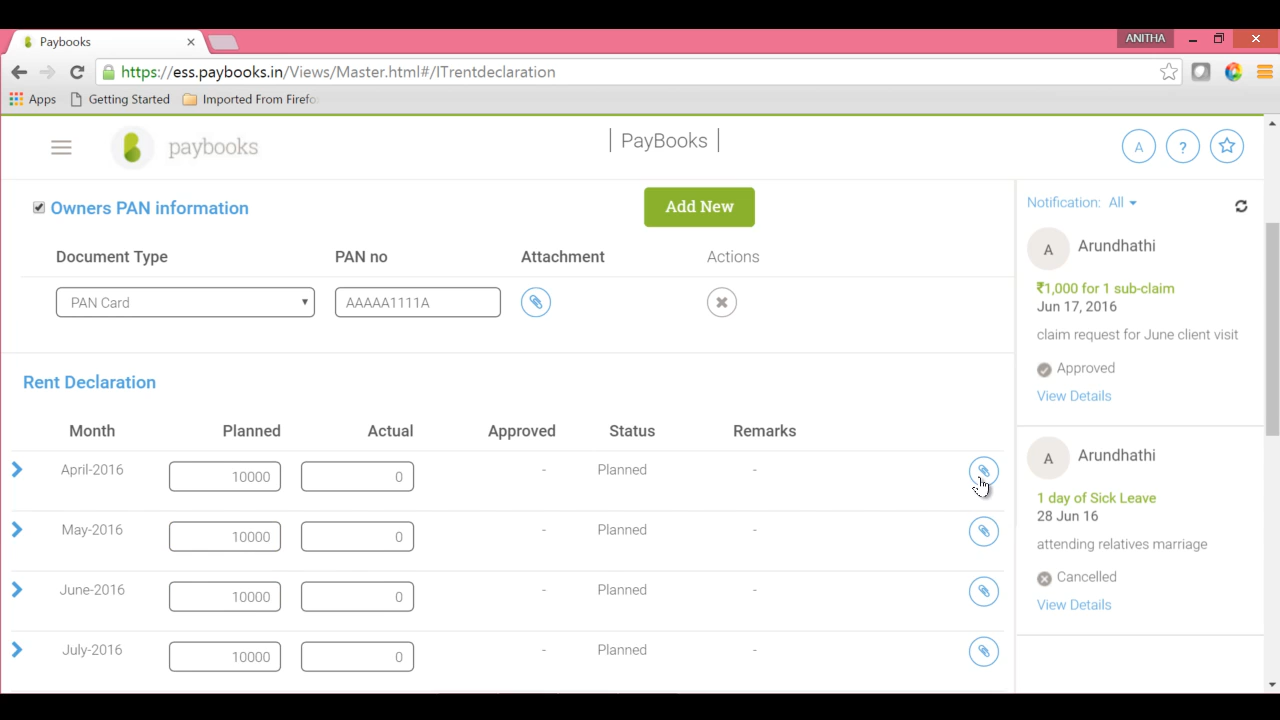 Paybooks
ANITHA
https://ess.paybooks.in/Views/Master.html#/ITrentdeclaration
Apps Getting Started Imported From Firefo
paybooks
PayBooks
A ?
Owners PAN information
Add New
Document Type PAN no Attachment Actions
PAN Card AAAAA1111A
Rent Declaration
Month Planned Actual Approved Status Remarks
April-2016 10000 0 - Planned -
May-2016 10000 0 - Planned -
June-2016 10000 0 - Planned -
July-2016 10000 0 - Planned -
Notification: All
A Arundhathi
₹1,000 for 1 sub-claim
Jun 17, 2016
claim request for June client visit
Approved
View Details
A Arundhathi
1 day of Sick Leave
28 Jun 16
attending relatives marriage
Cancelled
View Details